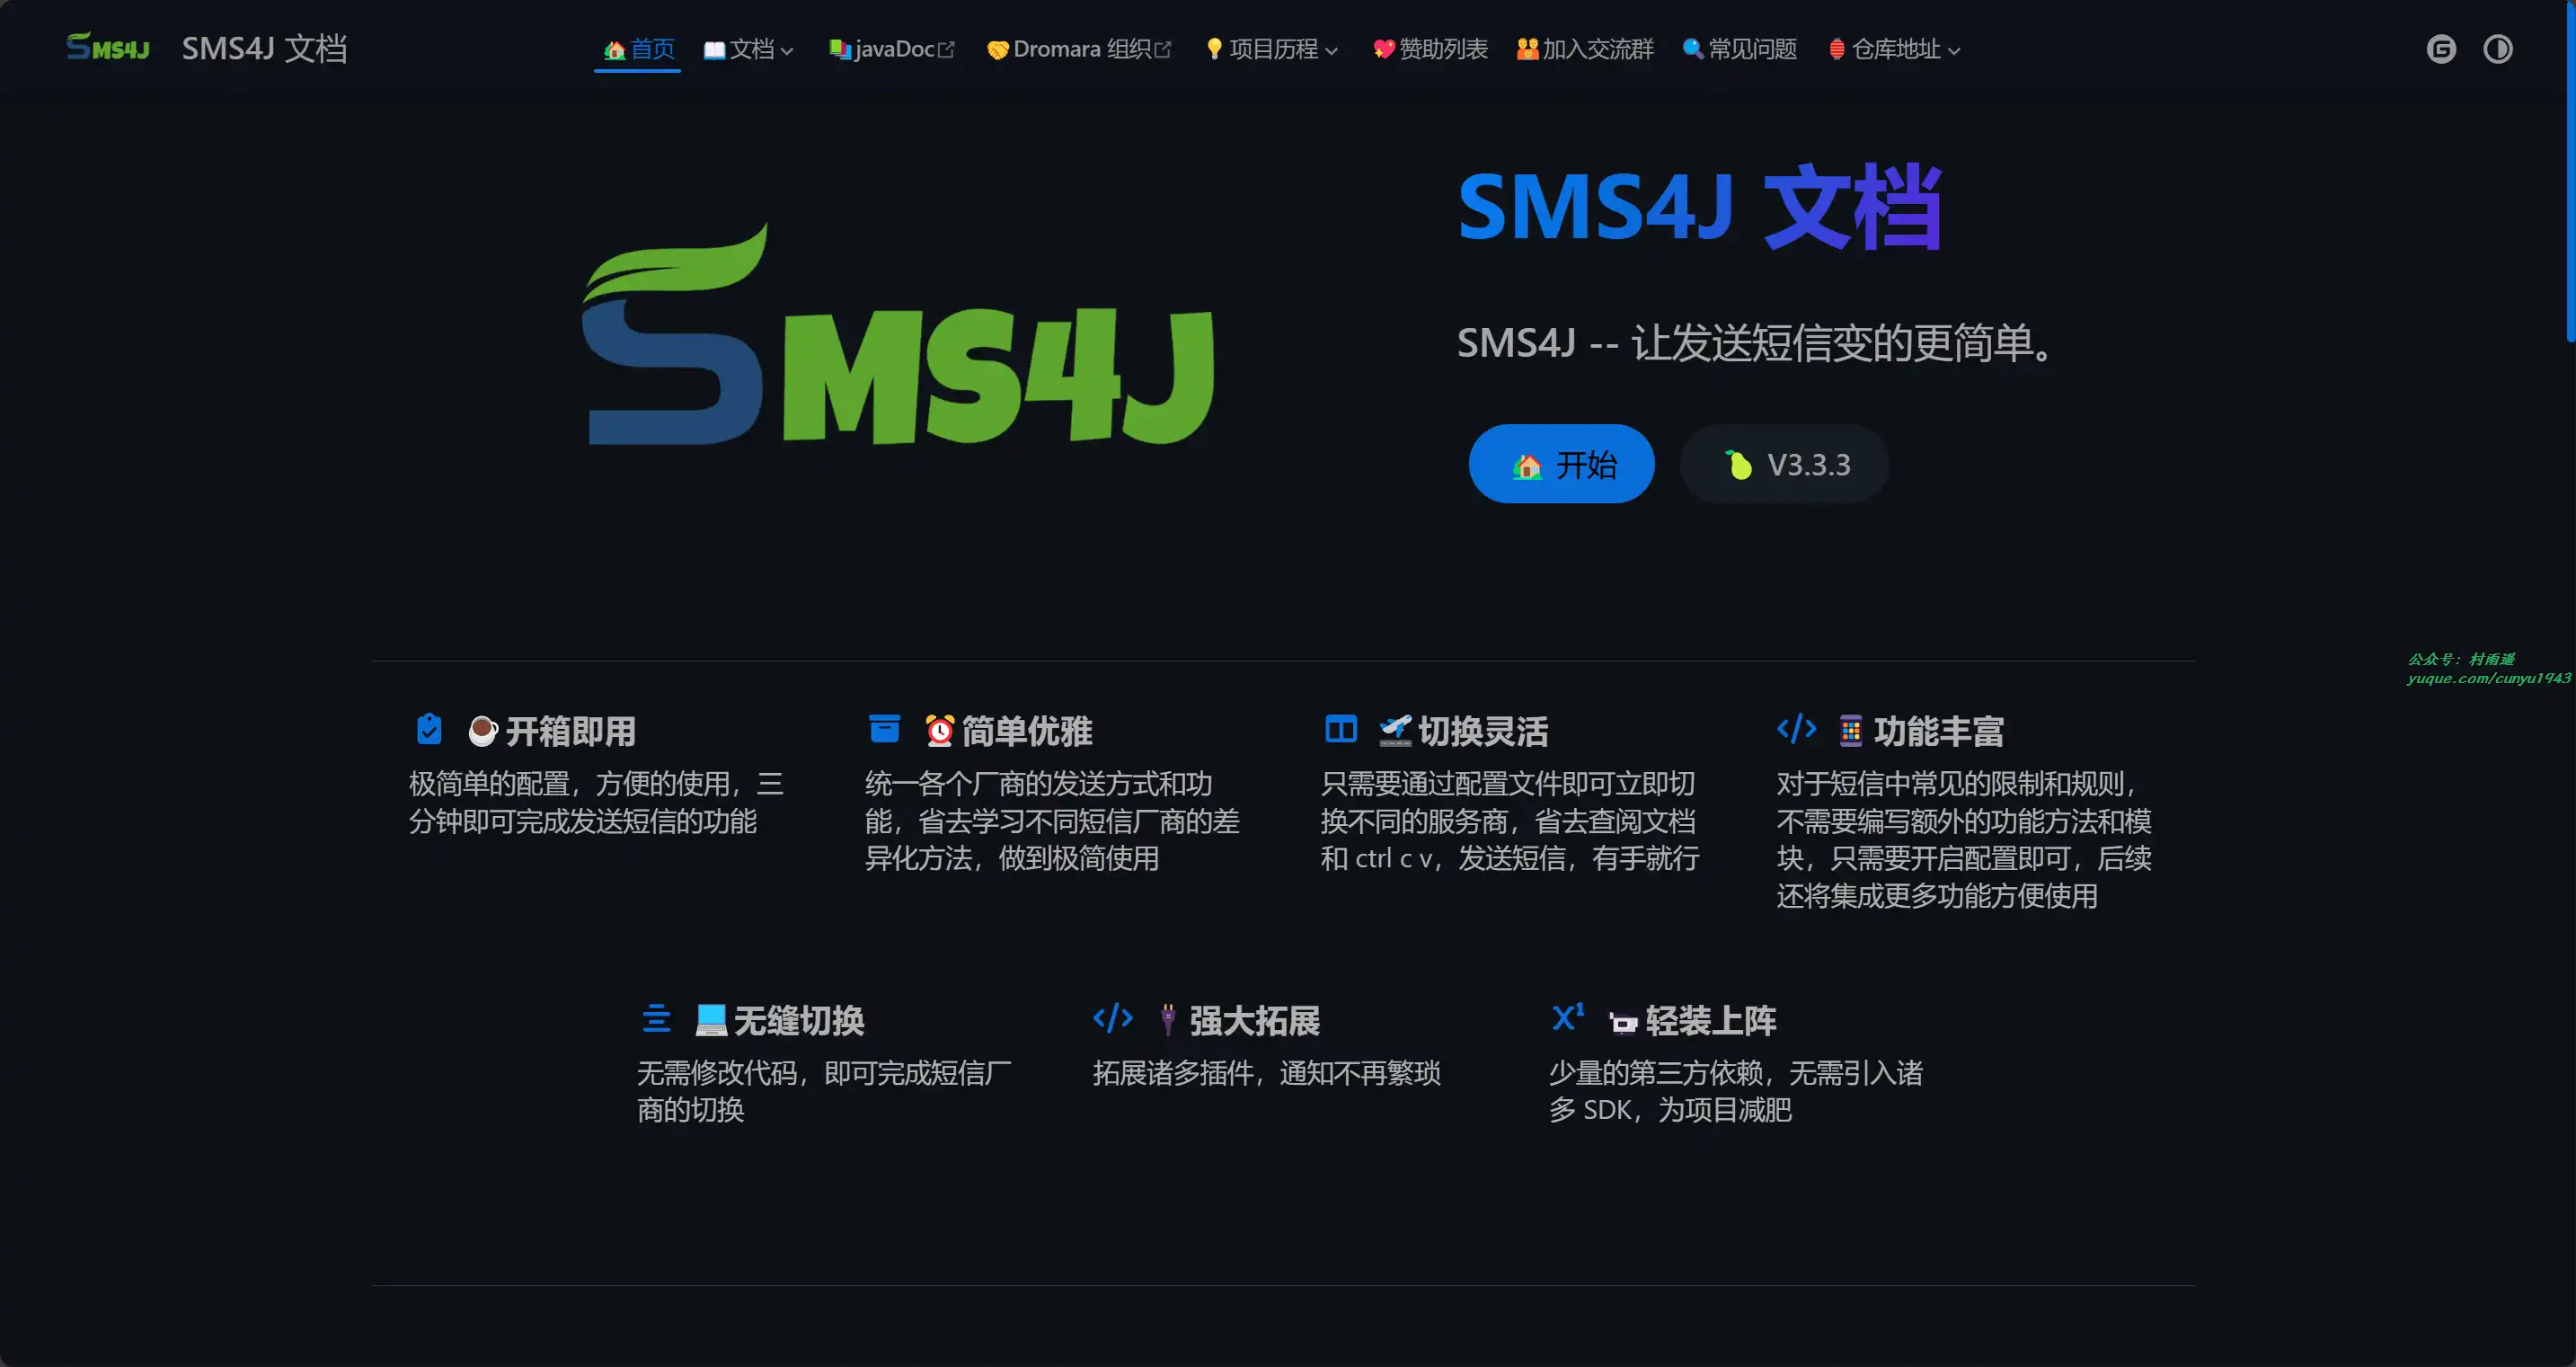 SMS4J
SMS4J 文档
首页
文档
javaDoc
Dromara 组织
项目历程
赞助列表
加入交流群
常见问题
仓库地址
SMS4J
SMS4J 文档
SMS4J -- 让发送短信变的更简单。
开始
V3.3.3
公众号：村雨遥
yuque.com/cunyu1943
开箱即用
极简单的配置，方便的使用，三
分钟即可完成发送短信的功能
简单优雅
统一各个厂商的发送方式和功
能，省去学习不同短信厂商的差
异化方法，做到极简使用
切换灵活
只需要通过配置文件即可立即切
换不同的服务商，省去查阅文档
和 ctrl c v，发送短信，有手就行
功能丰富
对于短信中常见的限制和规则，
不需要编写额外的功能方法和模
块，只需要开启配置即可，后续
还将集成更多功能方便使用
无缝切换
无需修改代码，即可完成短信厂
商的切换
强大拓展
拓展诸多插件，通知不再繁琐
轻装上阵
少量的第三方依赖，无需引入诸
多 SDK，为项目减肥